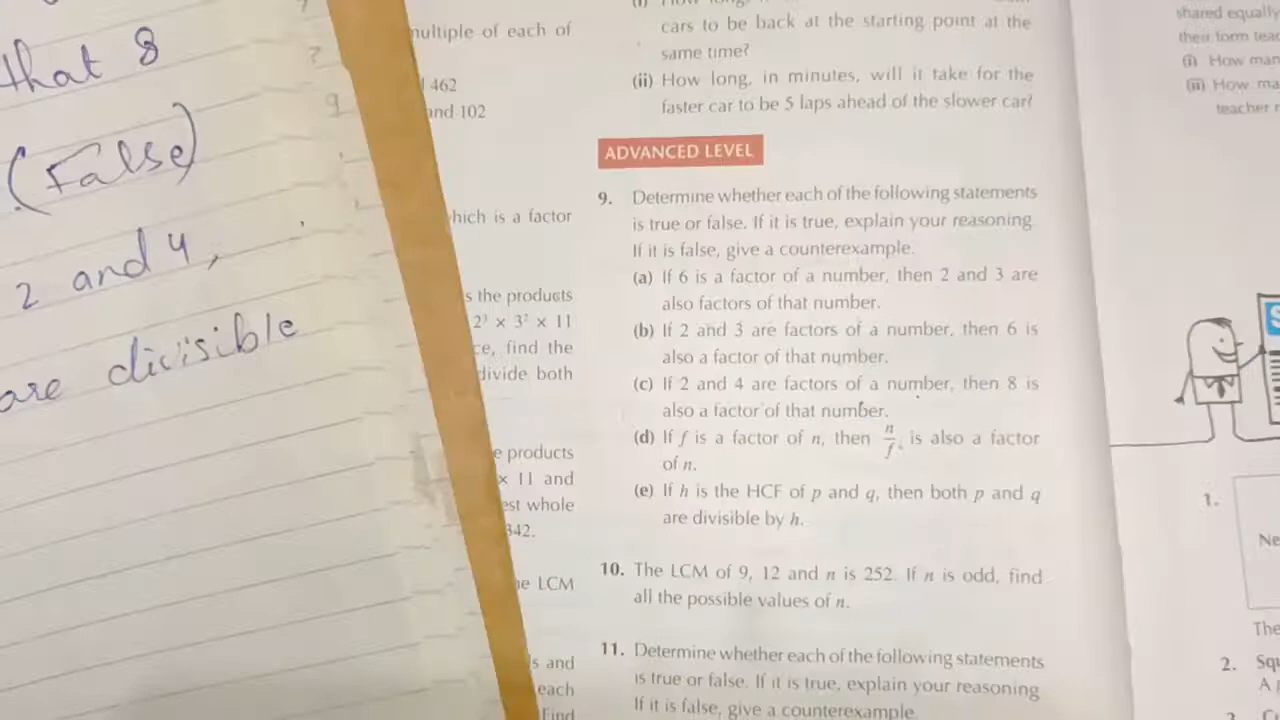 that 8
(False)
2 and 4,
are divisible
multiple of each of
462
and 102
which is a factor
s the products
2³ × 3² × 11
ce, find the
divide both
e products
× 11 and
est whole
342.
he LCM
s and
each
Find
cars to be back at the starting point at the
same time?
(ii) How long, in minutes, will it take for the
faster car to be 5 laps ahead of the slower car?
ADVANCED LEVEL
9. Determine whether each of the following statements
is true or false. If it is true, explain your reasoning.
If it is false, give a counterexample.
(a) If 6 is a factor of a number, then 2 and 3 are
also factors of that number.
(b) If 2 and 3 are factors of a number, then 6 is
also a factor of that number.
(c) If 2 and 4 are factors of a number, then 8 is
also a factor of that number.
(d) If f is a factor of n, then n/f is also a factor
of n.
(e) If h is the HCF of p and q, then both p and q
are divisible by h.
10. The LCM of 9, 12 and n is 252. If n is odd, find
all the possible values of n.
11. Determine whether each of the following statements
is true or false. If it is true, explain your reasoning
If it is false, give a counterexample.
shared equally
their form teac
(i) How man
(ii) How ma
teacher r
S
1.
Ne
The
2. Squ
A p